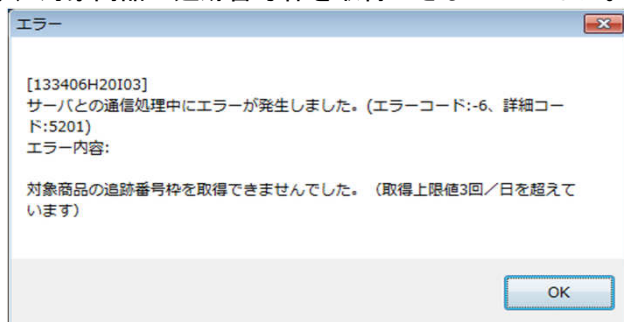 エラー
[133406H20I03]
サーバとの通信処理中にエラーが発生しました。(エラーコード:-6、詳細コー
ド:5201)
エラー内容:
対象商品の追跡番号枠を取得できませんでした。（取得上限値3回／日を超えて
います）
OK